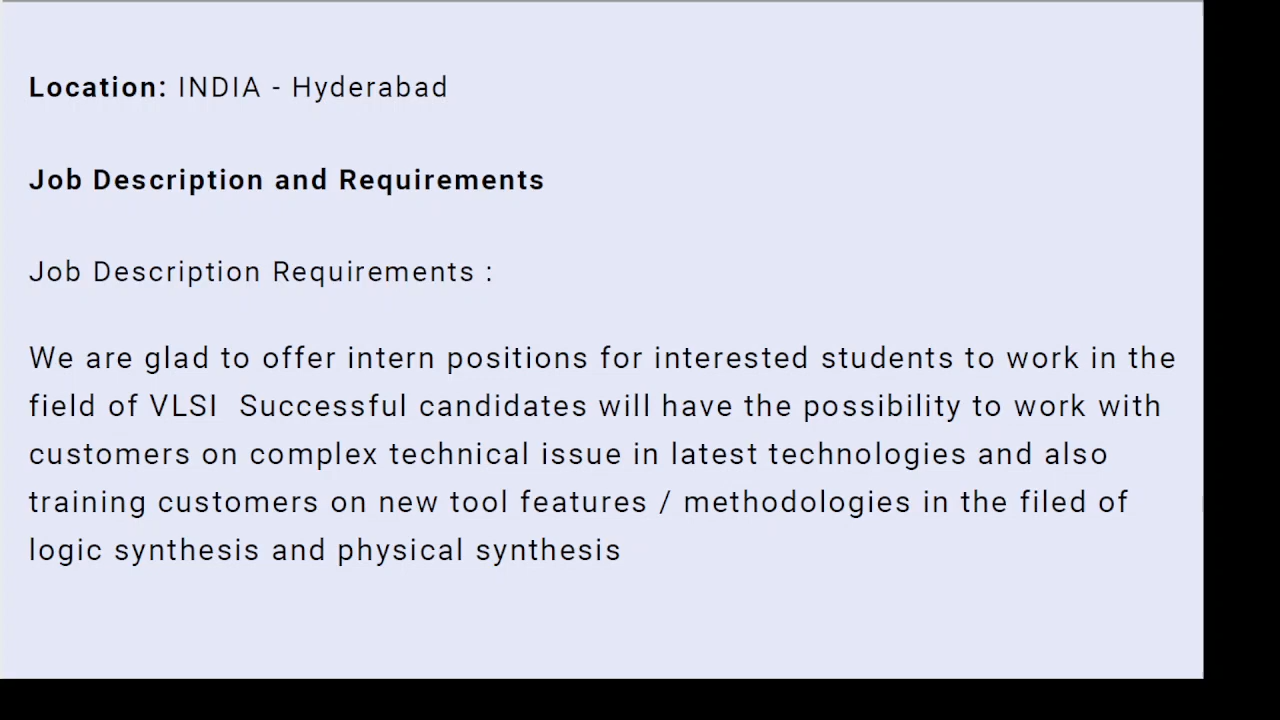 Location: INDIA - Hyderabad
Job Description and Requirements
Job Description Requirements :
We are glad to offer intern positions for interested students to work in the
field of VLSI  Successful candidates will have the possibility to work with
customers on complex technical issue in latest technologies and also
training customers on new tool features / methodologies in the filed of
logic synthesis and physical synthesis